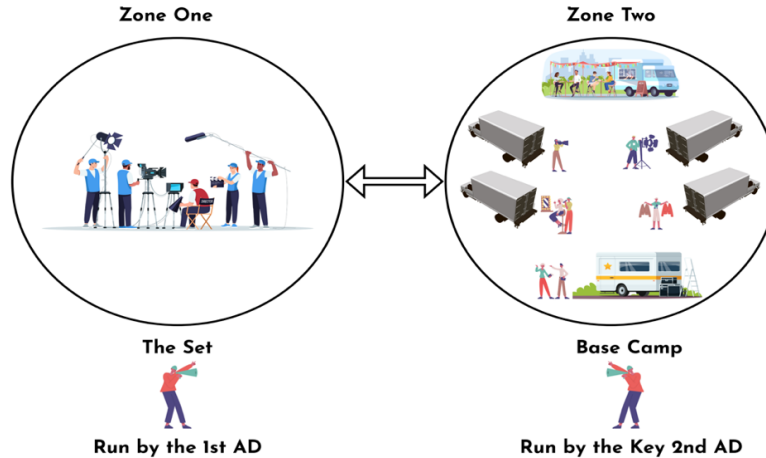 Zone One
Zone Two
The Set
Base Camp
Run by the 1st AD
Run by the Key 2nd AD